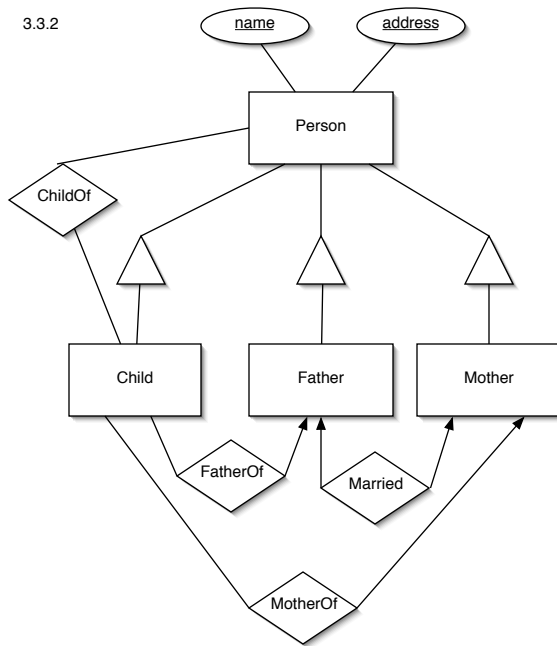 3.3.2
name
address
Person
ChildOf
Child
Father
Mother
FatherOf
Married
MotherOf